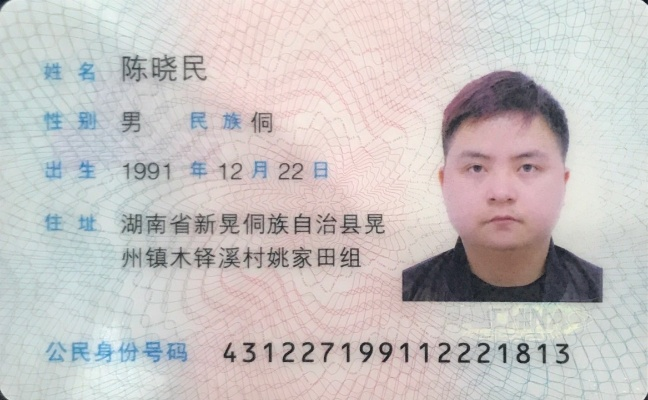 姓名 陈晓民
性别 男 民族 侗
出生 1991 年 12 月 22 日
住址 湖南省新晃侗族自治县晃
州镇木铎溪村姚家田组
公民身份号码 431227199112221813